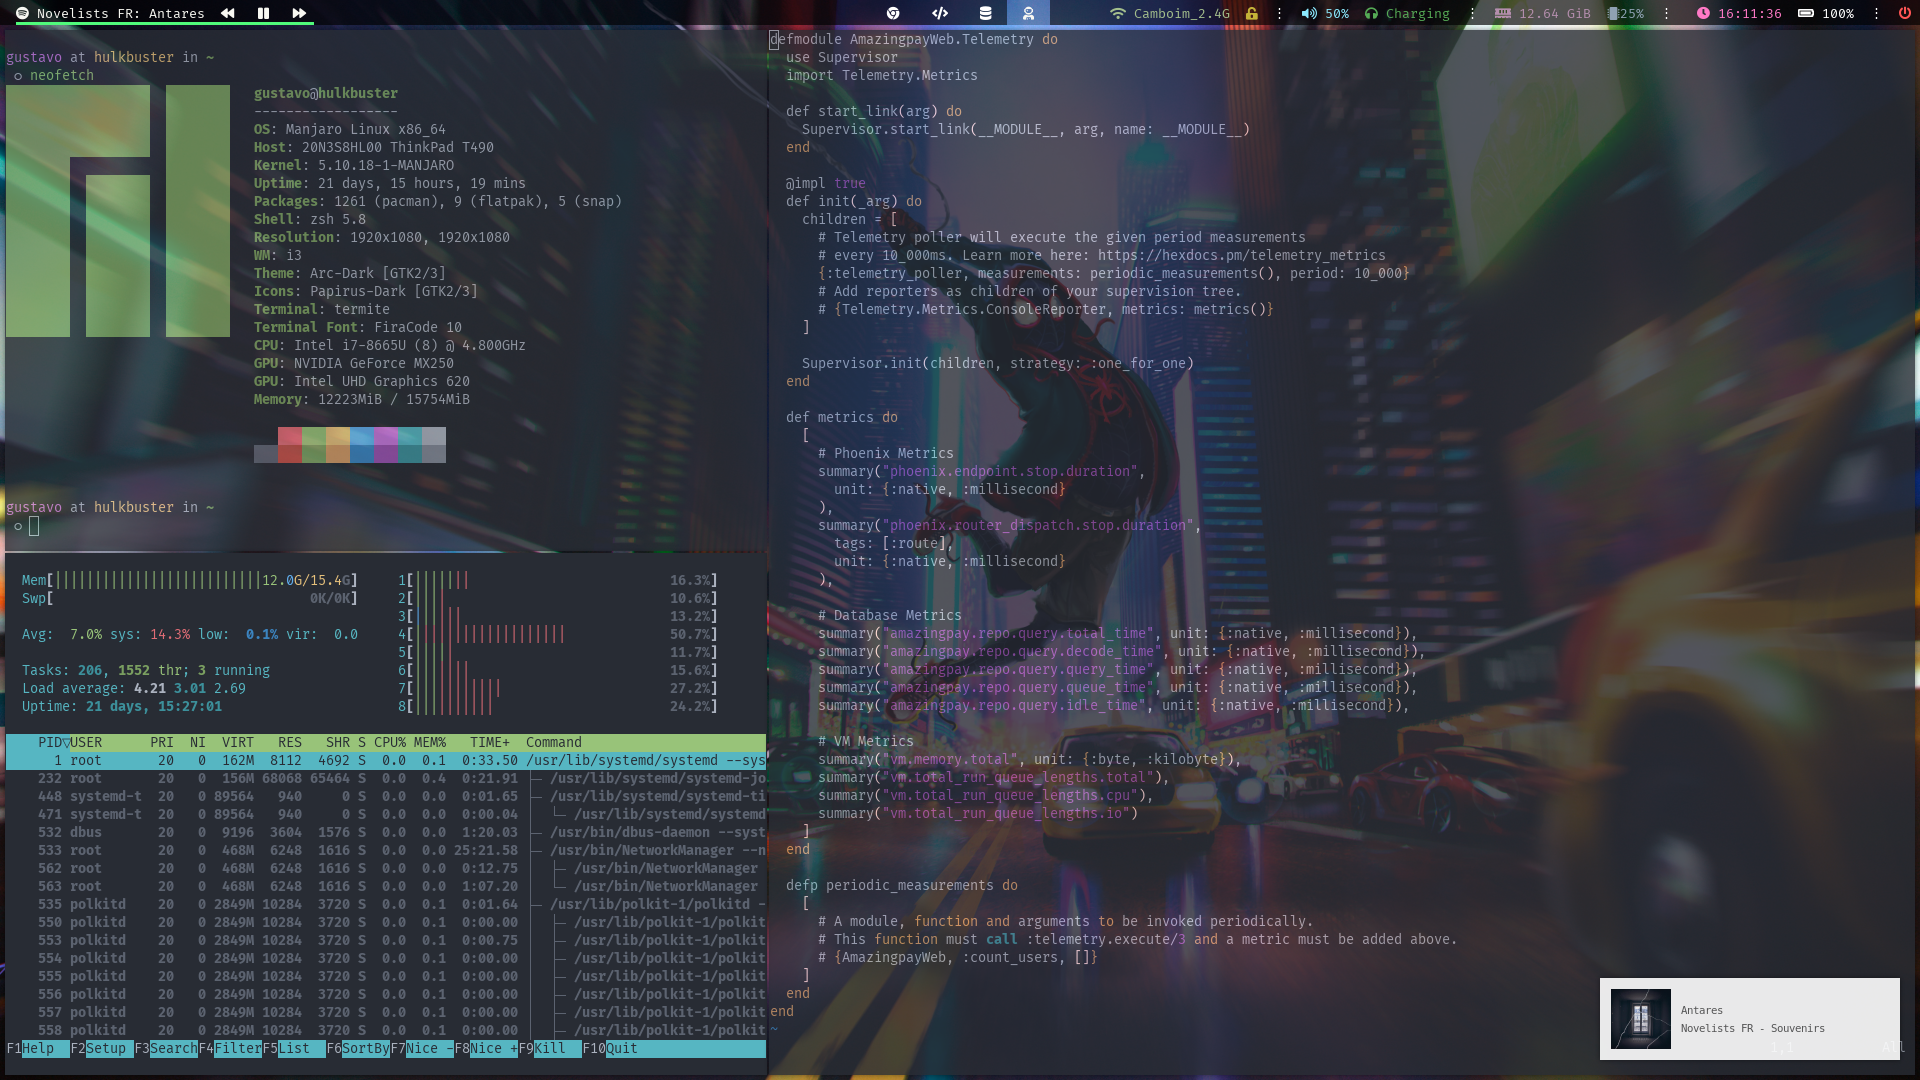 Novelists FR: Antares
Camboim_2.4G
50%
Charging
12.64 GiB
25%
16:11:36
100%
gustavo at hulkbuster in ~
○ neofetch
gustavo@hulkbuster
------------------
OS: Manjaro Linux x86_64
Host: 20N3S8HL00 ThinkPad T490
Kernel: 5.10.18-1-MANJARO
Uptime: 21 days, 15 hours, 19 mins
Packages: 1261 (pacman), 9 (flatpak), 5 (snap)
Shell: zsh 5.8
Resolution: 1920x1080, 1920x1080
WM: i3
Theme: Arc-Dark [GTK2/3]
Icons: Papirus-Dark [GTK2/3]
Terminal: termite
Terminal Font: FiraCode 10
CPU: Intel i7-8665U (8) @ 4.800GHz
GPU: NVIDIA GeForce MX250
GPU: Intel UHD Graphics 620
Memory: 12223MiB / 15754MiB
gustavo at hulkbuster in ~
○
Mem[||||||||||||||||||||||||||12.0G/15.4G]
Swp[ 0K/0K]
Avg: 7.0% sys: 14.3% low: 0.1% vir: 0.0
Tasks: 206, 1552 thr; 3 running
Load average: 4.21 3.01 2.69
Uptime: 21 days, 15:27:01
1[||||||| 16.3%]
2[|||| 10.6%]
3[|||||| 13.2%]
4[||||||||||||||||||| 50.7%]
5[||||| 11.7%]
6[||||||| 15.6%]
7[||||||||||| 27.2%]
8[|||||||||| 24.2%]
PID▽USER PRI NI VIRT RES SHR S CPU% MEM% TIME+ Command
1 root 20 0 162M 8112 4692 S 0.0 0.1 0:33.50 /usr/lib/systemd/systemd --sys
232 root 20 0 156M 68068 65464 S 0.0 0.4 0:21.91 ├─ /usr/lib/systemd/systemd-jo
448 systemd-t 20 0 89564 940 0 S 0.0 0.0 0:01.65 ├─ /usr/lib/systemd/systemd-ti
471 systemd-t 20 0 89564 940 0 S 0.0 0.0 0:00.04 │ └─ /usr/lib/systemd/systemd
532 dbus 20 0 9196 3604 1576 S 0.0 0.0 1:20.03 ├─ /usr/bin/dbus-daemon --syst
533 root 20 0 468M 6248 1616 S 0.0 0.0 25:21.58 ├─ /usr/bin/NetworkManager --n
562 root 20 0 468M 6248 1616 S 0.0 0.0 0:12.75 │ ├─ /usr/bin/NetworkManager
563 root 20 0 468M 6248 1616 S 0.0 0.0 1:07.20 │ └─ /usr/bin/NetworkManager
535 polkitd 20 0 2849M 10284 3720 S 0.0 0.1 0:01.64 ├─ /usr/lib/polkit-1/polkitd -
550 polkitd 20 0 2849M 10284 3720 S 0.0 0.1 0:00.00 │ ├─ /usr/lib/polkit-1/polkit
553 polkitd 20 0 2849M 10284 3720 S 0.0 0.1 0:00.75 │ ├─ /usr/lib/polkit-1/polkit
554 polkitd 20 0 2849M 10284 3720 S 0.0 0.1 0:00.00 │ ├─ /usr/lib/polkit-1/polkit
555 polkitd 20 0 2849M 10284 3720 S 0.0 0.1 0:00.00 │ ├─ /usr/lib/polkit-1/polkit
556 polkitd 20 0 2849M 10284 3720 S 0.0 0.1 0:00.00 │ ├─ /usr/lib/polkit-1/polkit
557 polkitd 20 0 2849M 10284 3720 S 0.0 0.1 0:00.00 │ ├─ /usr/lib/polkit-1/polkit
558 polkitd 20 0 2849M 10284 3720 S 0.0 0.1 0:00.00 │ ├─ /usr/lib/polkit-1/polkit
F1Help F2Setup F3SearchF4FilterF5List F6SortByF7Nice -F8Nice +F9Kill F10Quit
defmodule AmazingpayWeb.Telemetry do
use Supervisor
import Telemetry.Metrics
def start_link(arg) do
Supervisor.start_link(__MODULE__, arg, name: __MODULE__)
end
@impl true
def init(_arg) do
children = [
# Telemetry poller will execute the given period measurements
# every 10_000ms. Learn more here: https://hexdocs.pm/telemetry_metrics
{:telemetry_poller, measurements: periodic_measurements(), period: 10_000}
# Add reporters as children of your supervision tree.
# {Telemetry.Metrics.ConsoleReporter, metrics: metrics()}
]
Supervisor.init(children, strategy: :one_for_one)
end
def metrics do
[
# Phoenix Metrics
summary("phoenix.endpoint.stop.duration",
unit: {:native, :millisecond}
),
summary("phoenix.router_dispatch.stop.duration",
tags: [:route],
unit: {:native, :millisecond}
),
# Database Metrics
summary("amazingpay.repo.query.total_time", unit: {:native, :millisecond}),
summary("amazingpay.repo.query.decode_time", unit: {:native, :millisecond}),
summary("amazingpay.repo.query.query_time", unit: {:native, :millisecond}),
summary("amazingpay.repo.query.queue_time", unit: {:native, :millisecond}),
summary("amazingpay.repo.query.idle_time", unit: {:native, :millisecond}),
# VM Metrics
summary("vm.memory.total", unit: {:byte, :kilobyte}),
summary("vm.total_run_queue_lengths.total"),
summary("vm.total_run_queue_lengths.cpu"),
summary("vm.total_run_queue_lengths.io")
]
end
defp periodic_measurements do
[
# A module, function and arguments to be invoked periodically.
# This function must call :telemetry.execute/3 and a metric must be added above.
# {AmazingpayWeb, :count_users, []}
]
end
end
~
Antares
Novelists FR - Souvenirs
1,1 All